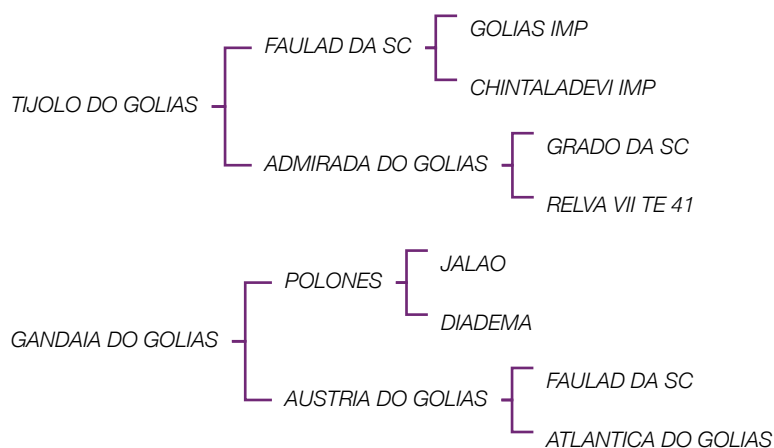 GOLIAS IMP
FAULAD DA SC
CHINTALADEVI IMP
TIJOLO DO GOLIAS
GRADO DA SC
ADMIRADA DO GOLIAS
RELVA VII TE 41
JALAO
POLONES
DIADEMA
GANDAIA DO GOLIAS
FAULAD DA SC
AUSTRIA DO GOLIAS
ATLANTICA DO GOLIAS